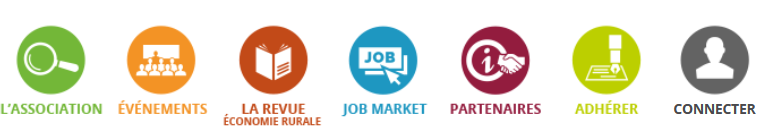 JOB
L'ASSOCIATION ÉVÉNEMENTS LA REVUE JOB MARKET PARTENAIRES ADHÉRER CONNECTER
ÉCONOMIE RURALE